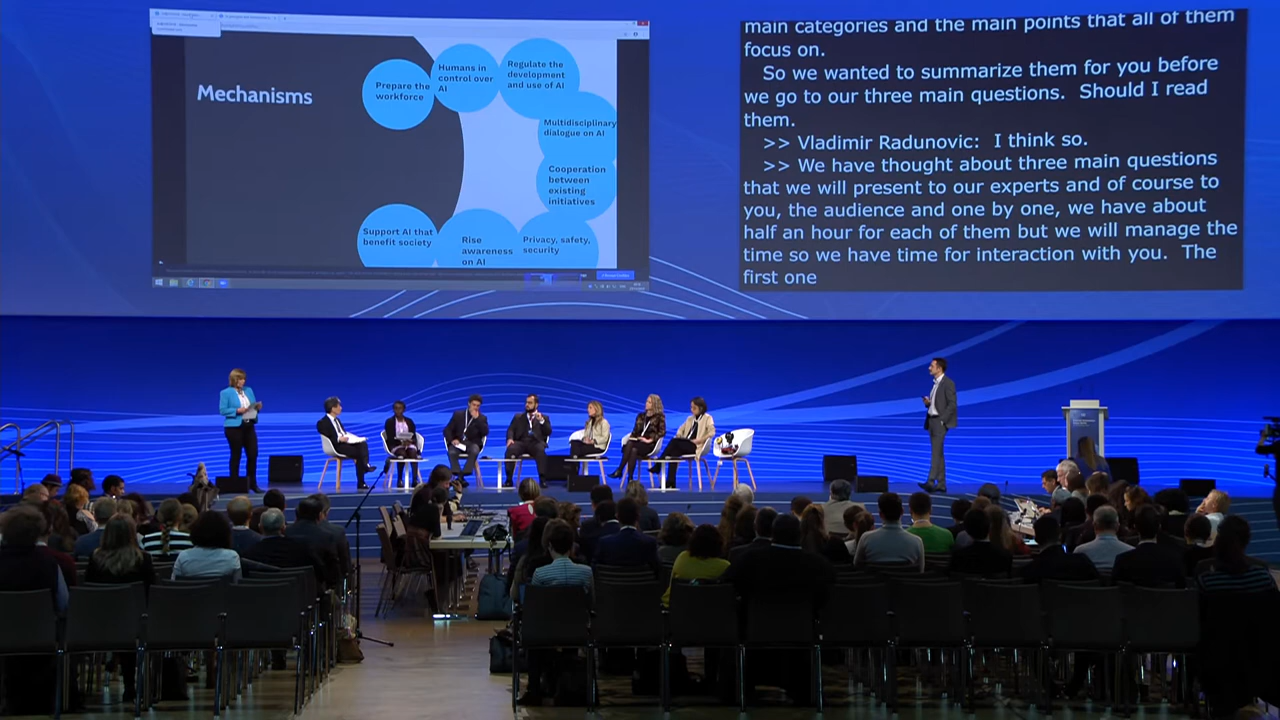 Mechanisms
Prepare the
workforce
Humans in
control over
AI
Regulate the
development
and use of AI
Multidisciplinary
dialogue on AI
Cooperation
between
existing
initiatives
Privacy, safety,
security
Rise
awareness
on AI
Support AI that
benefit society
main categories and the main points that all of them
focus on.
So we wanted to summarize them for you before
we go to our three main questions. Should I read
them.
>> Vladimir Radunovic: I think so.
>> We have thought about three main questions
that we will present to our experts and of course to
you, the audience and one by one, we have about
half an hour for each of them but we will manage the
time so we have time for interaction with you. The
first one